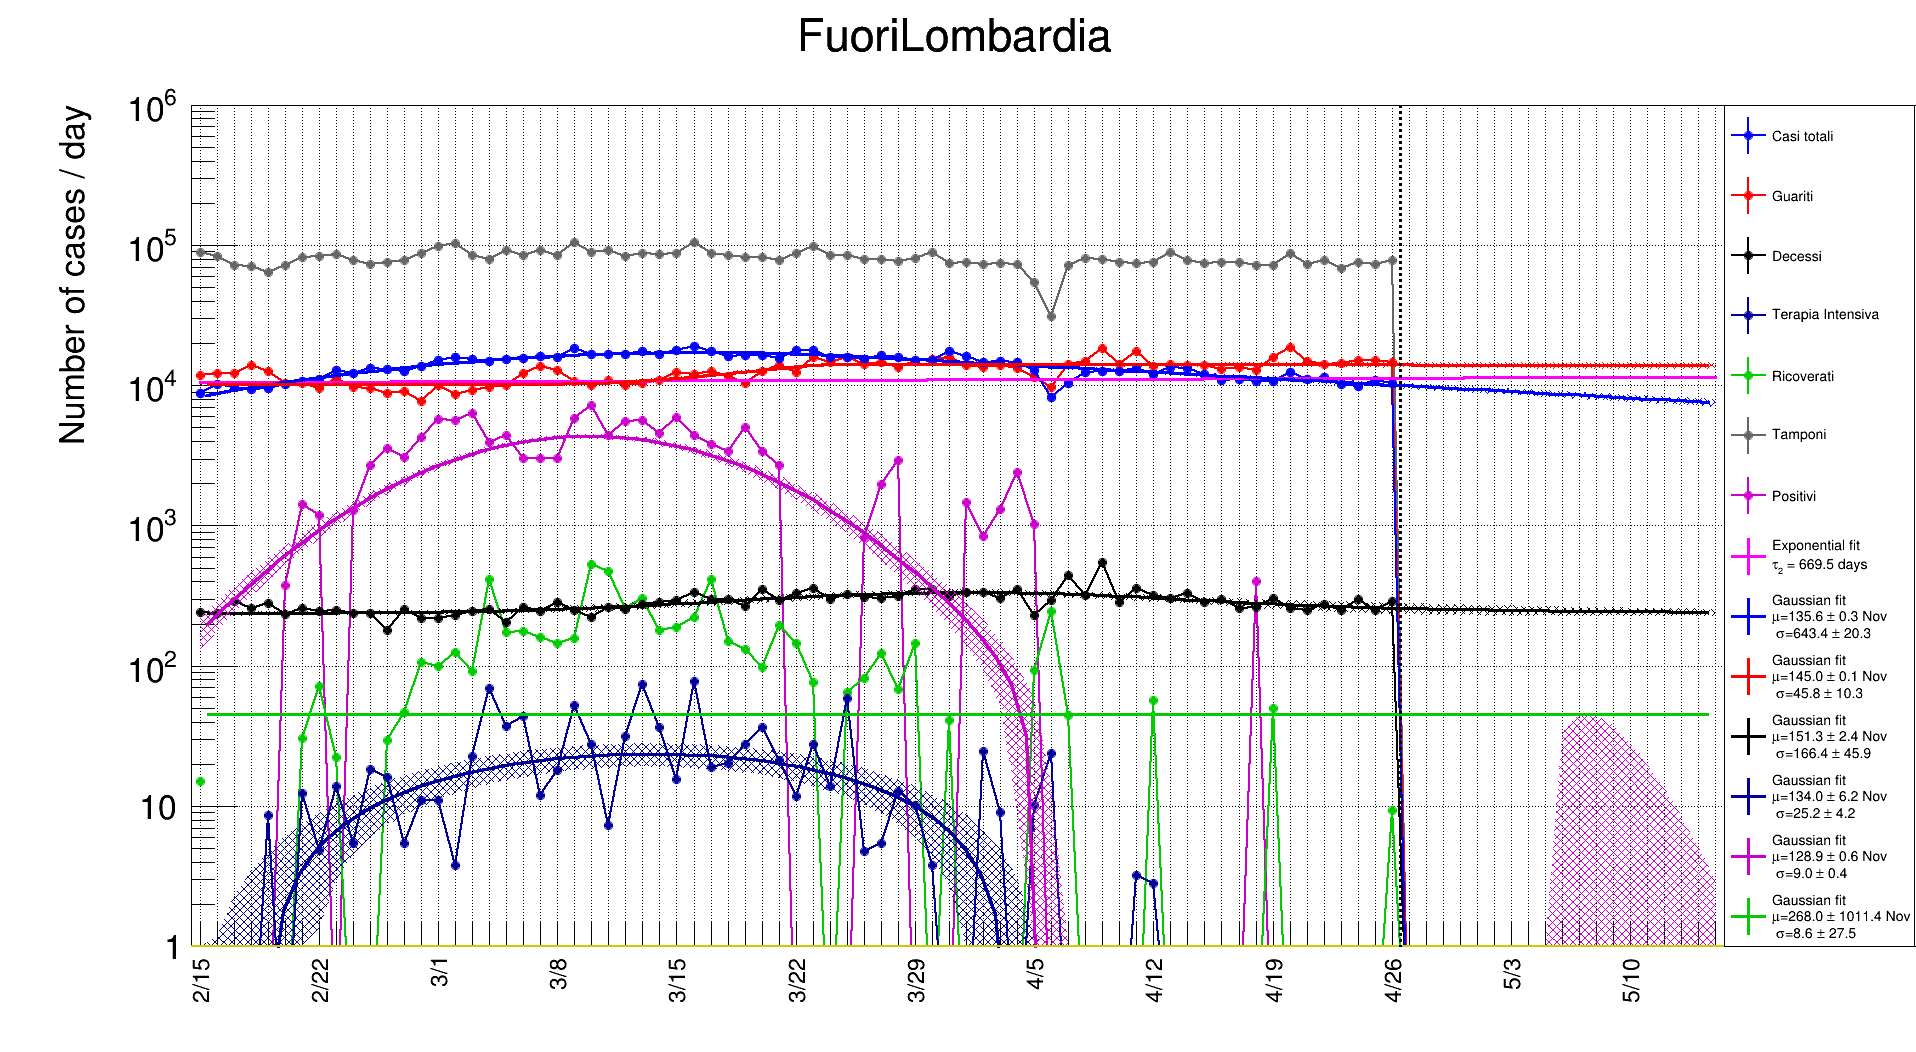 FuoriLombardia
Number of cases / day
10^6
10^5
10^4
10^3
10^2
10
1
2/15
2/22
3/1
3/8
3/15
3/22
3/29
4/5
4/12
4/19
4/26
5/3
5/10
Casi totali
Guariti
Decessi
Terapia Intensiva
Ricoverati
Tamponi
Positivi
Exponential fit
τ₂ = 669.5 days
Gaussian fit
μ=135.6 ± 0.3 Nov
σ=643.4 ± 20.3
Gaussian fit
μ=145.0 ± 0.1 Nov
σ=45.8 ± 10.3
Gaussian fit
μ=151.3 ± 2.4 Nov
σ=166.4 ± 45.9
Gaussian fit
μ=134.0 ± 6.2 Nov
σ=25.2 ± 4.2
Gaussian fit
μ=128.9 ± 0.6 Nov
σ=9.0 ± 0.4
Gaussian fit
μ=268.0 ± 1011.4 Nov
σ=8.6 ± 27.5